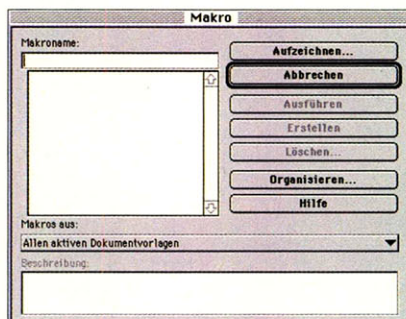 Makro
Makroname:
Aufzeichnen...
Abbrechen
Ausführen
Erstellen
Löschen...
Organisieren...
Hilfe
Makros aus:
Allen aktiven Dokumentvorlagen
Beschreibung: